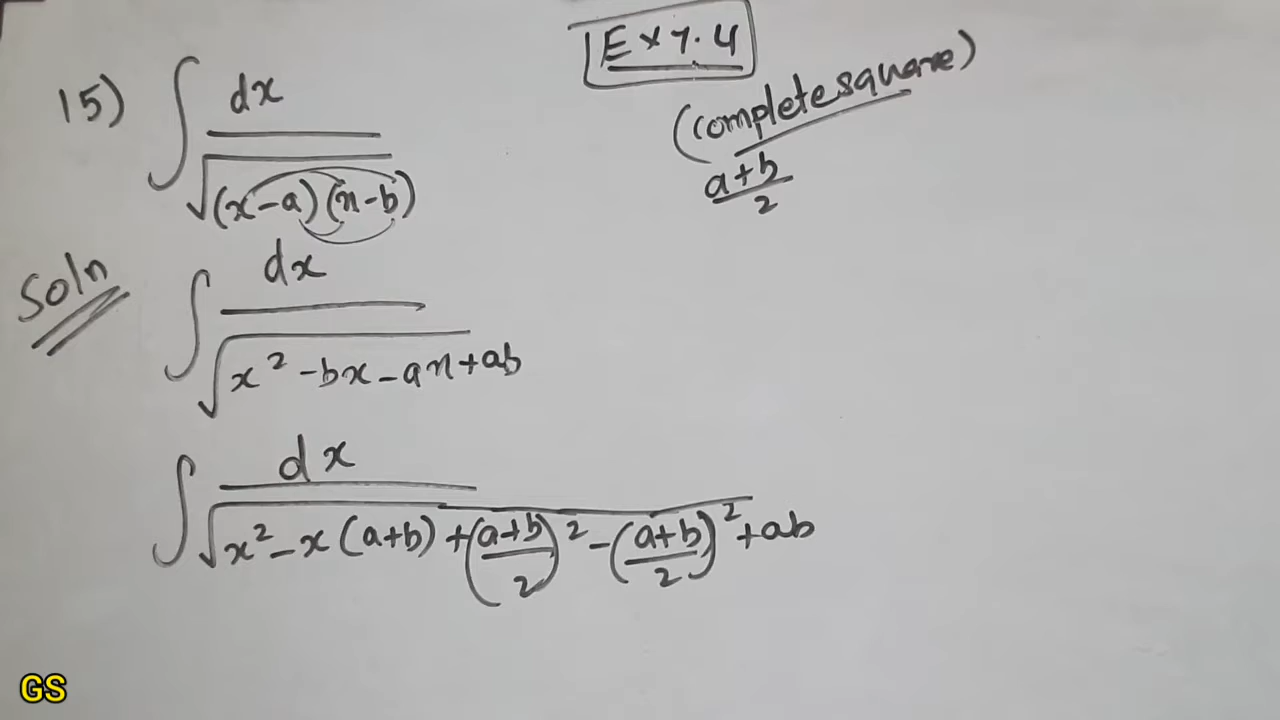 Ex 7.4
15) ∫ dx / √(x-a)(x-b)
(complete square)
a+b / 2
Soln
∫ dx / √x² - bx - ax + ab
∫ dx / √x² - x(a+b) + (a+b / 2)² - (a+b / 2)² + ab
GS